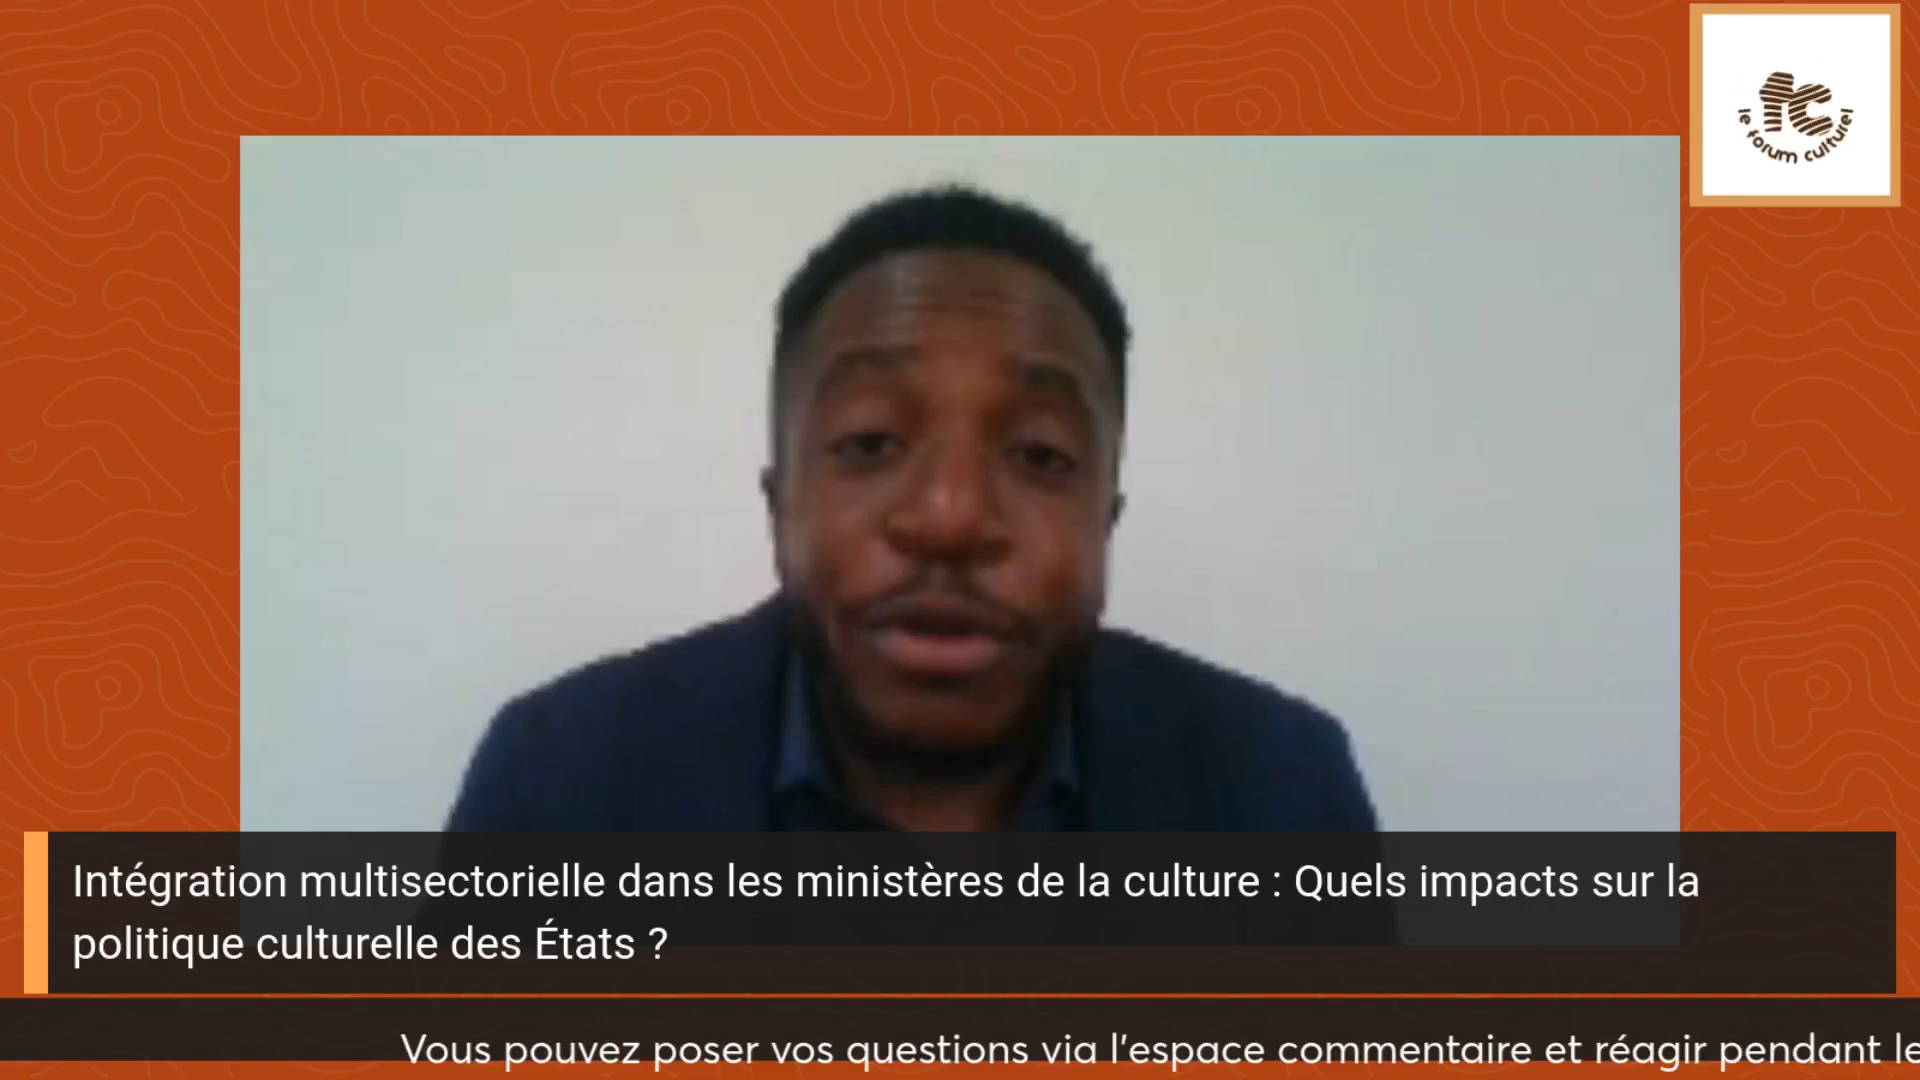 fc
le forum culturel
Intégration multisectorielle dans les ministères de la culture : Quels impacts sur la
politique culturelle des États ?
Vous pouvez poser vos questions via l'espace commentaire et réagir pendant le